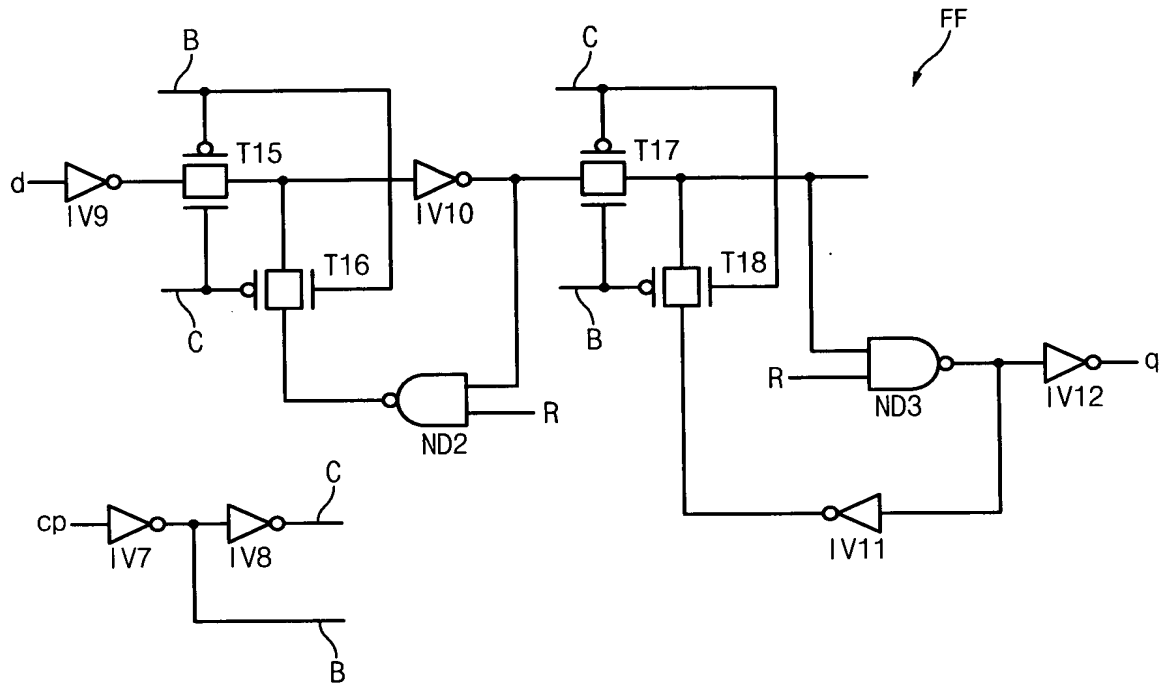 FF
B
C
T15
T17
d
IV9
IV10
T16
T18
C
B
R
ND3
q
IV12
R
ND2
C
cp
IV7
IV8
IV11
B